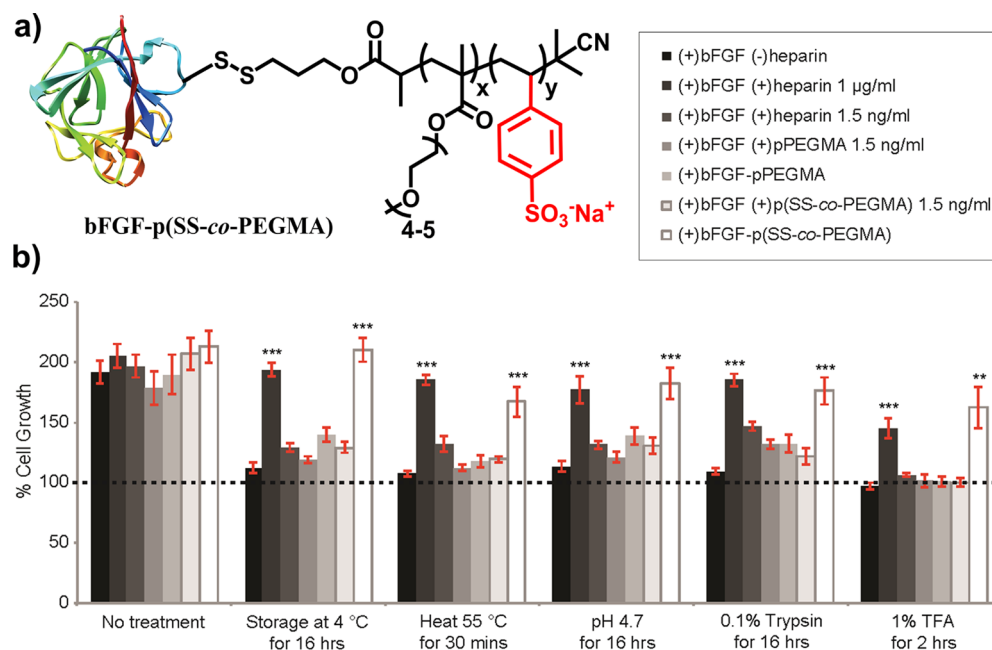 a)
S
S
O
O
x
y
CN
O
O
O
4-5
SO₃⁻Na⁺
bFGF-p(SS-co-PEGMA)
(+)bFGF (-)heparin
(+)bFGF (+)heparin 1 µg/ml
(+)bFGF (+)heparin 1.5 ng/ml
(+)bFGF (+)pPEGMA 1.5 ng/ml
(+)bFGF-pPEGMA
(+)bFGF (+)p(SS-co-PEGMA) 1.5 ng/ml
(+)bFGF-p(SS-co-PEGMA)
b)
% Cell Growth
250
200
150
100
50
0
***
***
***
***
***
***
***
***
***
**
No treatment
Storage at 4 °C
for 16 hrs
Heat 55 °C
for 30 mins
pH 4.7
for 16 hrs
0.1% Trypsin
for 16 hrs
1% TFA
for 2 hrs